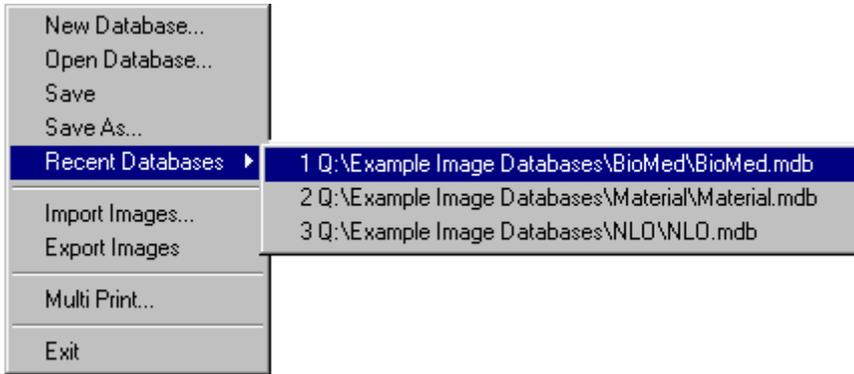 New Database...
Open Database...
Save
Save As...
Recent Databases
1 Q:\Example Image Databases\BioMed\BioMed.mdb
2 Q:\Example Image Databases\Material\Material.mdb
3 Q:\Example Image Databases\NLO\NLO.mdb
Import Images...
Export Images
Multi Print...
Exit